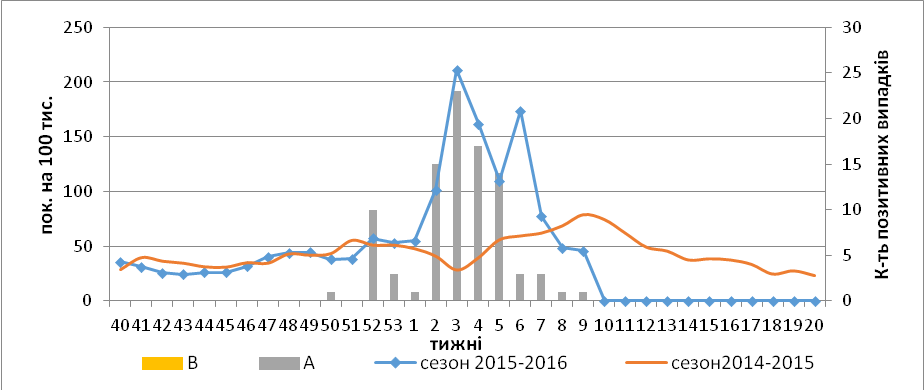 250
200
150
100
50
0
пок. на 100 тис.
30
25
20
15
10
5
0
К-ть позитивних випадків
40 41 42 43 44 45 46 47 48 49 50 51 52 53 1 2 3 4 5 6 7 8 9 10 11 12 13 14 15 16 17 18 19 20
тижні
В А сезон 2015-2016 сезон2014-2015